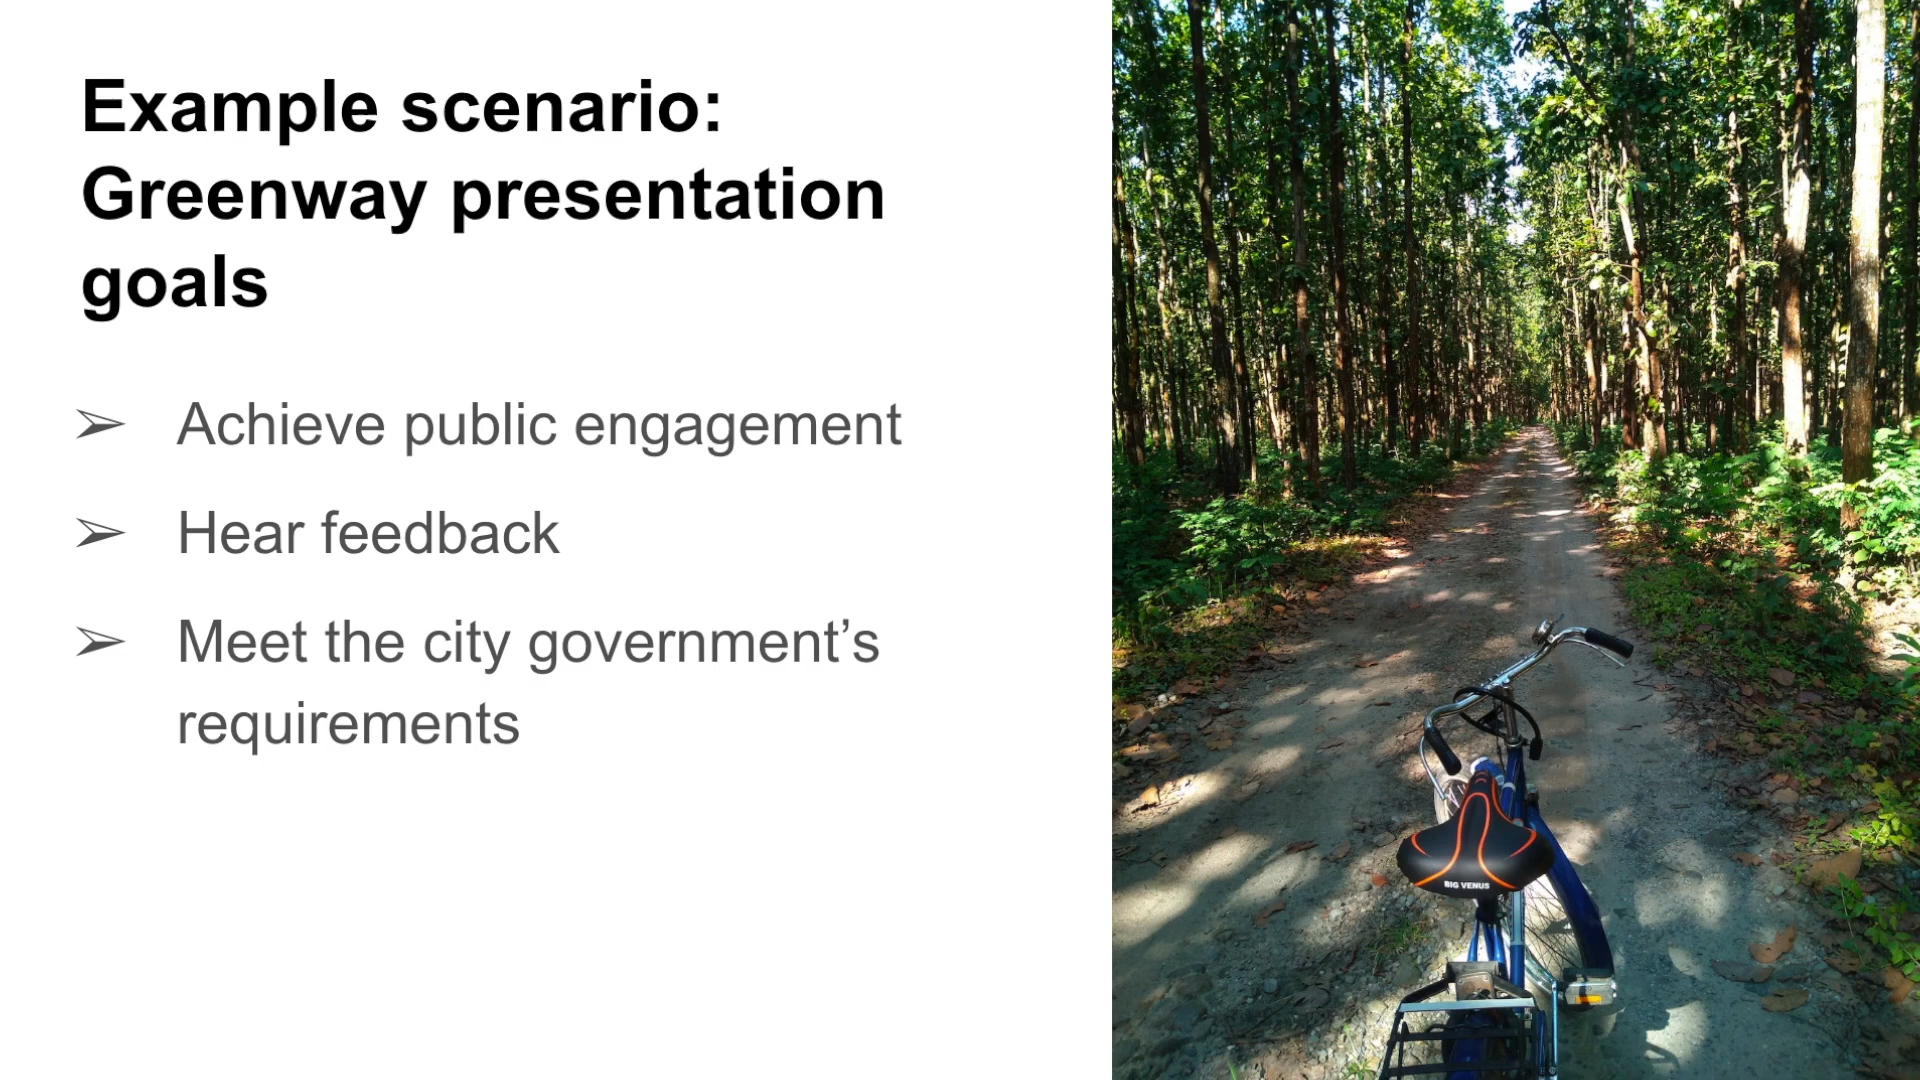 Example scenario:
Greenway presentation
goals
➢ Achieve public engagement
➢ Hear feedback
➢ Meet the city government’s
requirements
BIG VENUS